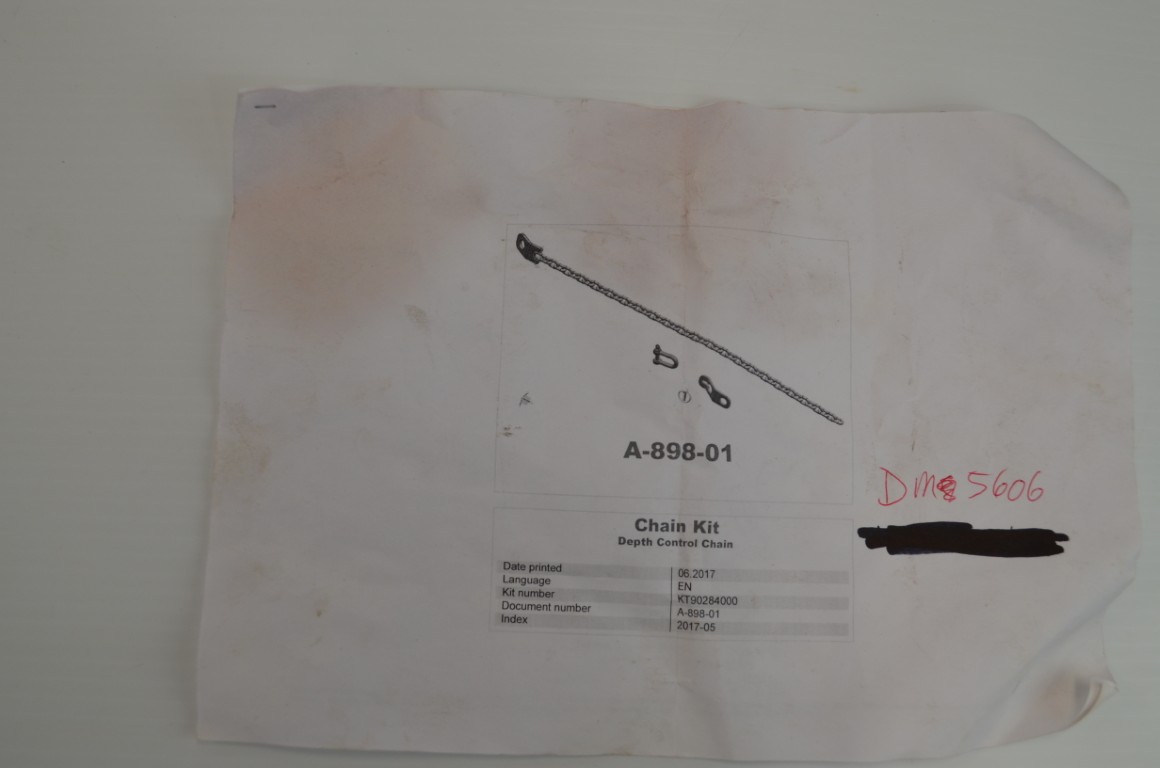 A-898-01
DM 5606
Chain Kit
Depth Control Chain
Date printed 06.2017
Language EN
Kit number KT90284000
Document number A-898-01
Index 2017-05